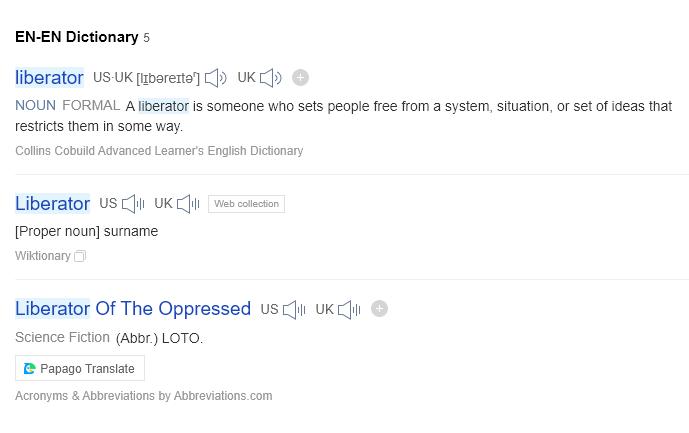 EN-EN Dictionary 5
liberator US·UK [lɪbəreɪtəʳ] UK
NOUN FORMAL A liberator is someone who sets people free from a system, situation, or set of ideas that
restricts them in some way.
Collins Cobuild Advanced Learner's English Dictionary
Liberator US UK Web collection
[Proper noun] surname
Wiktionary
Liberator Of The Oppressed US UK
Science Fiction (Abbr.) LOTO.
Papago Translate
Acronyms & Abbreviations by Abbreviations.com